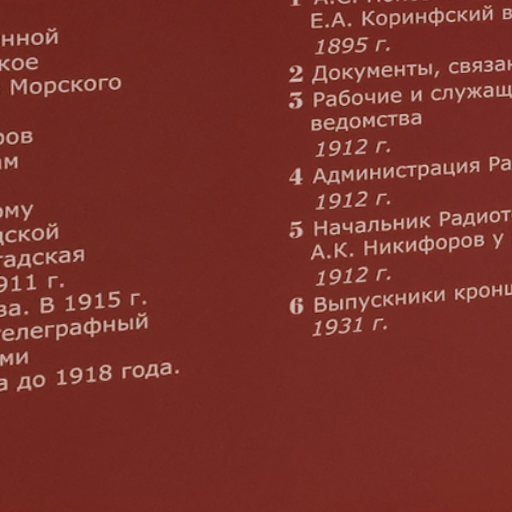 нной
кое
Морского
ров
ам
ому
дской
гадская
911 г.
ва. В 1915 г.
телеграфный
ми
а до 1918 года.
1
Е.А. Коринфский в
1895 г.
2 Документы, связан
3 Рабочие и служащ
ведомства
1912 г.
4 Администрация Ра
1912 г.
5 Начальник Радиот
А.К. Никифоров у
1912 г.
6 Выпускники кронш
1931 г.